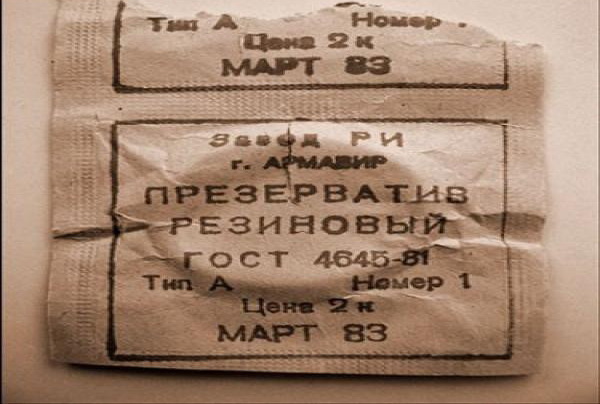 Тип А Номер 1
Цена 2 к
МАРТ 83
Завод РИ
г. АРМАВИР
ПРЕЗЕРВАТИВ
РЕЗИНОВЫЙ
ГОСТ 4645-81
Тип А Номер 1
Цена 2 к
МАРТ 83